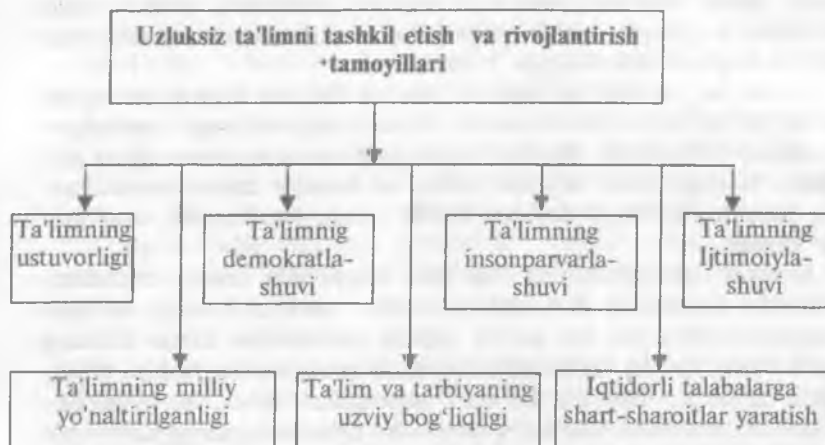 Uzluksiz ta'limni tashkil etish va rivojlantirish
tamoyillari
Ta'limning
ustuvorligi
Ta'limnig
demokratla-
shuvi
Ta'limning
insonparvarla-
shuvi
Ta'limning
Ijtimoiyla-
shuvi
Ta'limning milliy
yo'naltirilganligi
Ta'lim va tarbiyaning
uzviy bog‘liqligi
Iqtidorli talabalarga
shart-sharoitlar yaratish